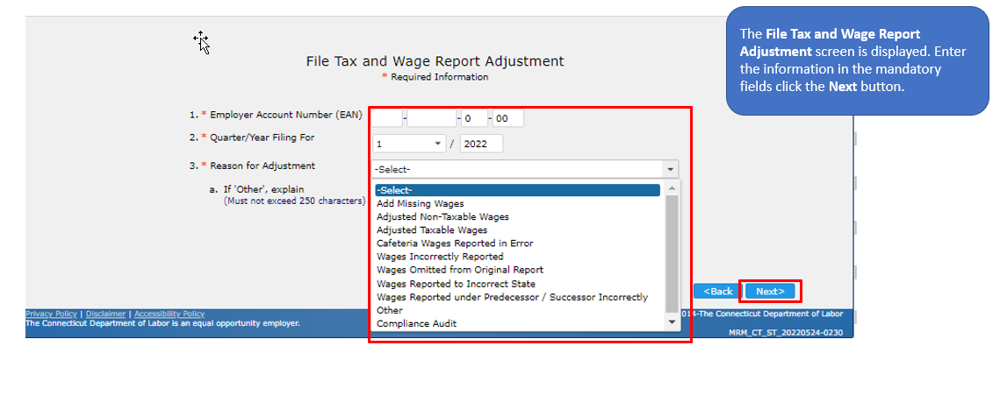 The File Tax and Wage Report
Adjustment screen is displayed. Enter
the information in the mandatory
fields click the Next button.
File Tax and Wage Report Adjustment
* Required Information
1. * Employer Account Number (EAN) - - 0 - 00
2. * Quarter/Year Filing For 1 / 2022
3. * Reason for Adjustment -Select-
a. If 'Other', explain
(Must not exceed 250 characters)
-Select-
Add Missing Wages
Adjusted Non-Taxable Wages
Adjusted Taxable Wages
Cafeteria Wages Reported in Error
Wages Incorrectly Reported
Wages Omitted from Original Report
Wages Reported to Incorrect State
Wages Reported under Predecessor / Successor Incorrectly
Other
Compliance Audit
<Back Next>
Privacy Policy | Disclaimer | Accessibility Policy
014-The Connecticut Department of Labor
The Connecticut Department of Labor is an equal opportunity employer.
MRM_CT_ST_20220524-0230